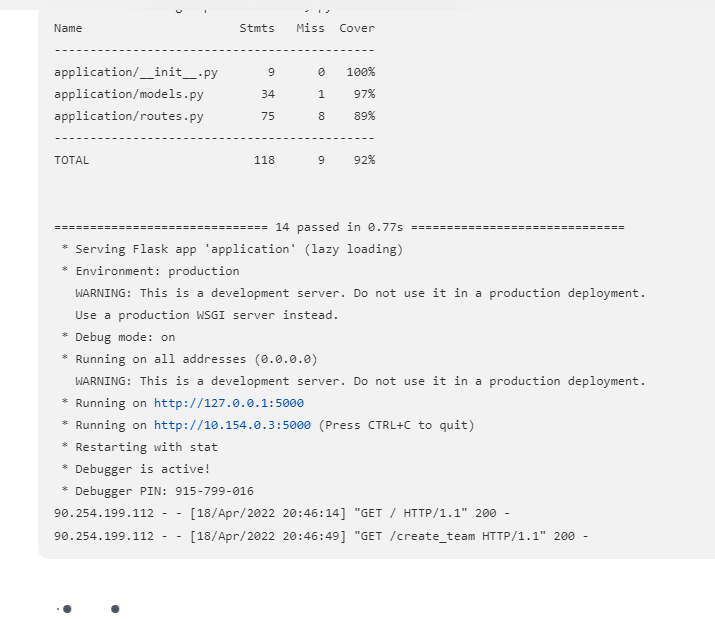 Name Stmts Miss Cover
---------------------------------------------
application/__init__.py 9 0 100%
application/models.py 34 1 97%
application/routes.py 75 8 89%
---------------------------------------------
TOTAL 118 9 92%
============================== 14 passed in 0.77s ==============================
* Serving Flask app 'application' (lazy loading)
* Environment: production
WARNING: This is a development server. Do not use it in a production deployment.
Use a production WSGI server instead.
* Debug mode: on
* Running on all addresses (0.0.0.0)
WARNING: This is a development server. Do not use it in a production deployment.
* Running on http://127.0.0.1:5000
* Running on http://10.154.0.3:5000 (Press CTRL+C to quit)
* Restarting with stat
* Debugger is active!
* Debugger PIN: 915-799-016
90.254.199.112 - - [18/Apr/2022 20:46:14] "GET / HTTP/1.1" 200 -
90.254.199.112 - - [18/Apr/2022 20:46:49] "GET /create_team HTTP/1.1" 200 -